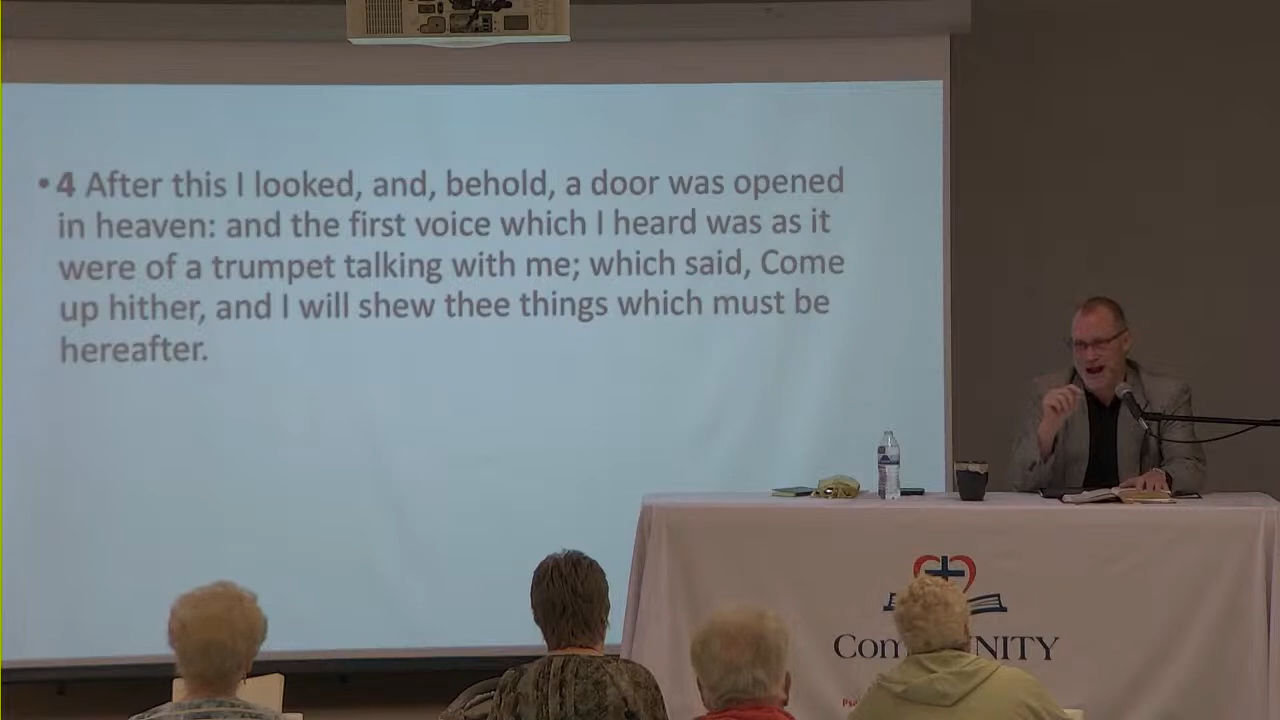 • 4 After this I looked, and, behold, a door was opened
in heaven: and the first voice which I heard was as it
were of a trumpet talking with me; which said, Come
up hither, and I will shew thee things which must be
hereafter.